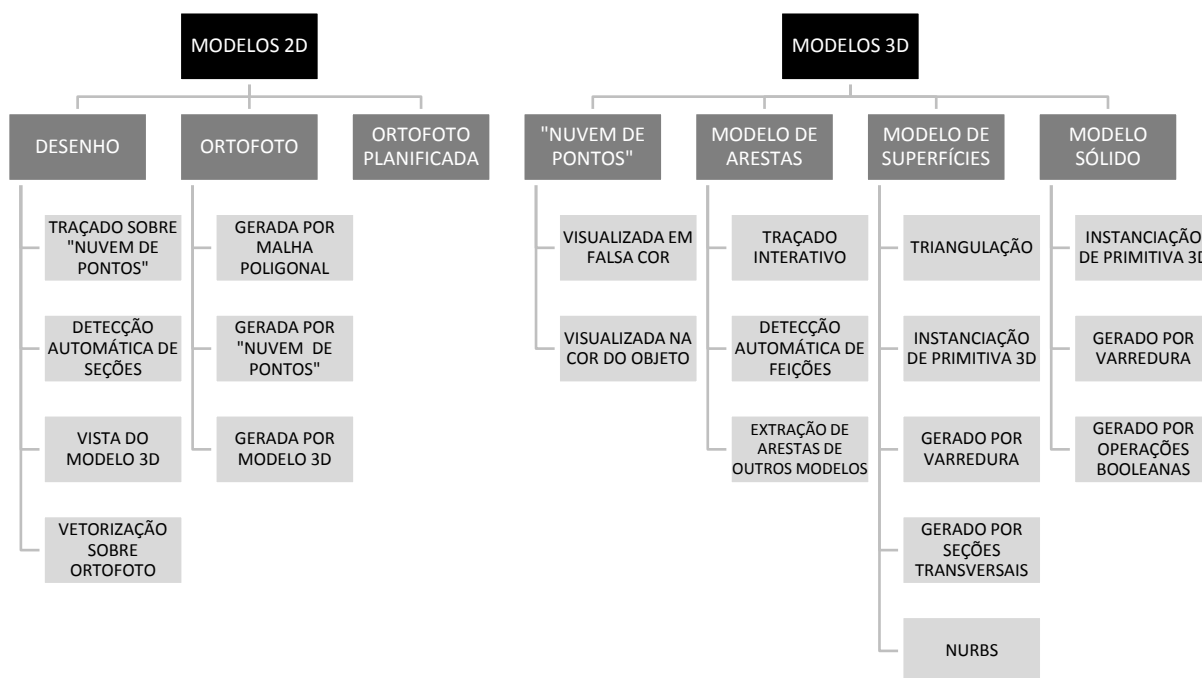 MODELOS 2D
DESENHO
TRAÇADO SOBRE
"NUVEM DE
PONTOS"
DETECÇÃO
AUTOMÁTICA DE
SEÇÕES
VISTA DO
MODELO 3D
VETORIZAÇÃO
SOBRE
ORTOFOTO
ORTOFOTO
GERADA POR
MALHA
POLIGONAL
GERADA POR
"NUVEM DE
PONTOS"
GERADA POR
MODELO 3D
ORTOFOTO
PLANIFICADA
MODELOS 3D
"NUVEM DE
PONTOS"
VISUALIZADA EM
FALSA COR
VISUALIZADA NA
COR DO OBJETO
MODELO DE
ARESTAS
TRAÇADO
INTERATIVO
DETECÇÃO
AUTOMÁTICA DE
FEIÇÕES
EXTRAÇÃO DE
ARESTAS DE
OUTROS MODELOS
MODELO DE
SUPERFÍCIES
TRIANGULAÇÃO
INSTANCIAÇÃO
DE PRIMITIVA 3D
GERADO POR
VARREDURA
GERADO POR
SEÇÕES
TRANSVERSAIS
NURBS
MODELO
SÓLIDO
INSTANCIAÇÃO
DE PRIMITIVA 3D
GERADO POR
VARREDURA
GERADO POR
OPERAÇÕES
BOOLEANAS